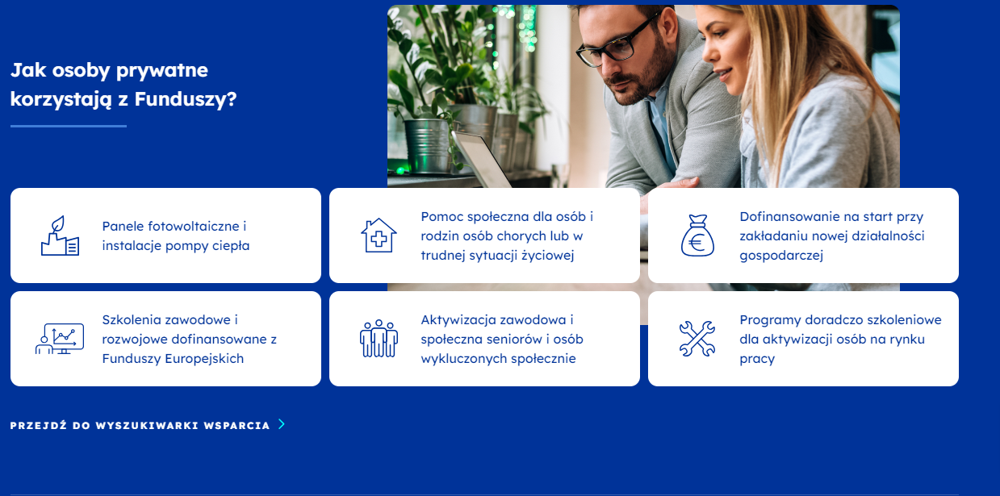 Jak osoby prywatne
korzystają z Funduszy?
Panele fotowoltaiczne i
instalacje pompy ciepła
Pomoc społeczna dla osób i
rodzin osób chorych lub w
trudnej sytuacji życiowej
Dofinansowanie na start przy
zakładaniu nowej działalności
gospodarczej
Szkolenia zawodowe i
rozwojowe dofinansowane z
Funduszy Europejskich
Aktywizacja zawodowa i
społeczna seniorów i osób
wykluczonych społecznie
Programy doradczo szkoleniowe
dla aktywizacji osób na rynku
pracy
PRZEJDŹ DO WYSZUKIWARKI WSPARCIA